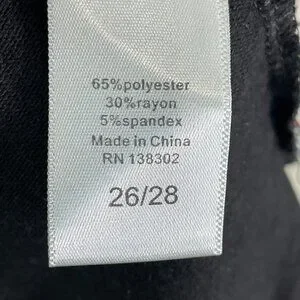 65%polyester
30%rayon
5%spandex
Made in China
RN 138302
26/28